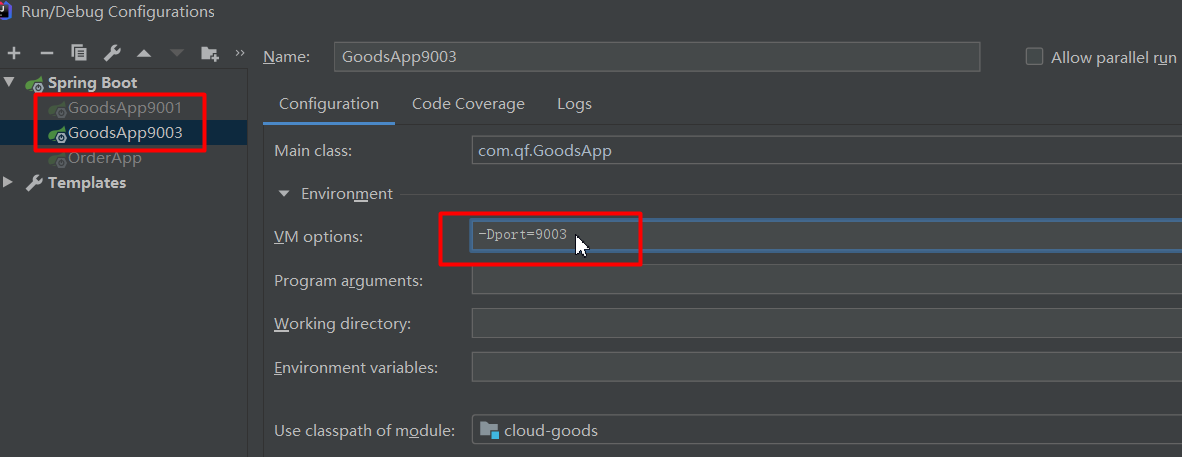 Run/Debug Configurations
Name: GoodsApp9003 Allow parallel run
Spring Boot
GoodsApp9001
GoodsApp9003
OrderApp
Templates
Configuration Code Coverage Logs
Main class: com.qf.GoodsApp
Environment
VM options: -Dport=9003
Program arguments:
Working directory:
Environment variables:
Use classpath of module: cloud-goods